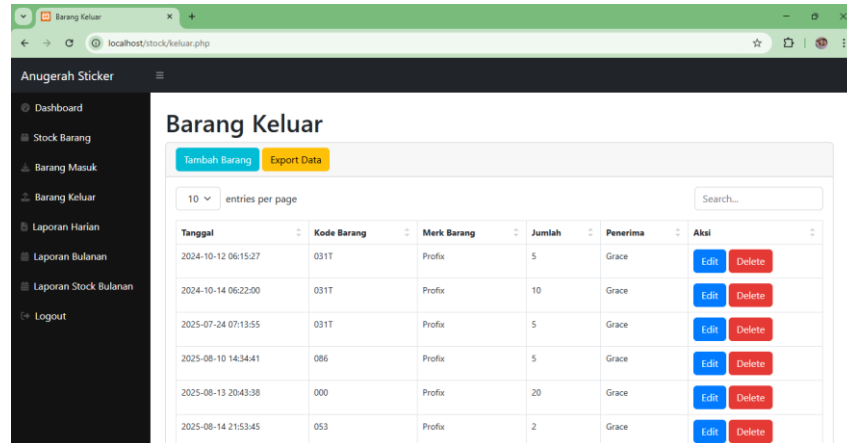 Barang Keluar
localhost/stock/keluar.php
Anugerah Sticker
Dashboard
Stock Barang
Barang Masuk
Barang Keluar
Laporan Harian
Laporan Bulanan
Laporan Stock Bulanan
Logout
Barang Keluar
Tambah Barang Export Data
10 entries per page Search...
Tanggal Kode Barang Merk Barang Jumlah Penerima Aksi
2024-10-12 06:15:27 031T Profix 5 Grace Edit Delete
2024-10-14 06:22:00 031T Profix 10 Grace Edit Delete
2025-07-24 07:13:55 031T Profix 5 Grace Edit Delete
2025-08-10 14:34:41 086 Profix 5 Grace Edit Delete
2025-08-13 20:43:38 000 Profix 20 Grace Edit Delete
2025-08-14 21:53:45 053 Profix 2 Grace Edit Delete